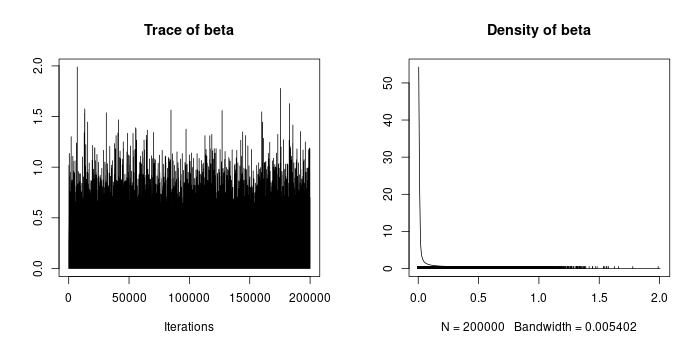 Trace of beta
2.0
1.5
1.0
0.5
0.0
0 50000 100000 150000 200000
Iterations
Density of beta
50
40
30
20
10
0
0.0 0.5 1.0 1.5 2.0
N = 200000 Bandwidth = 0.005402